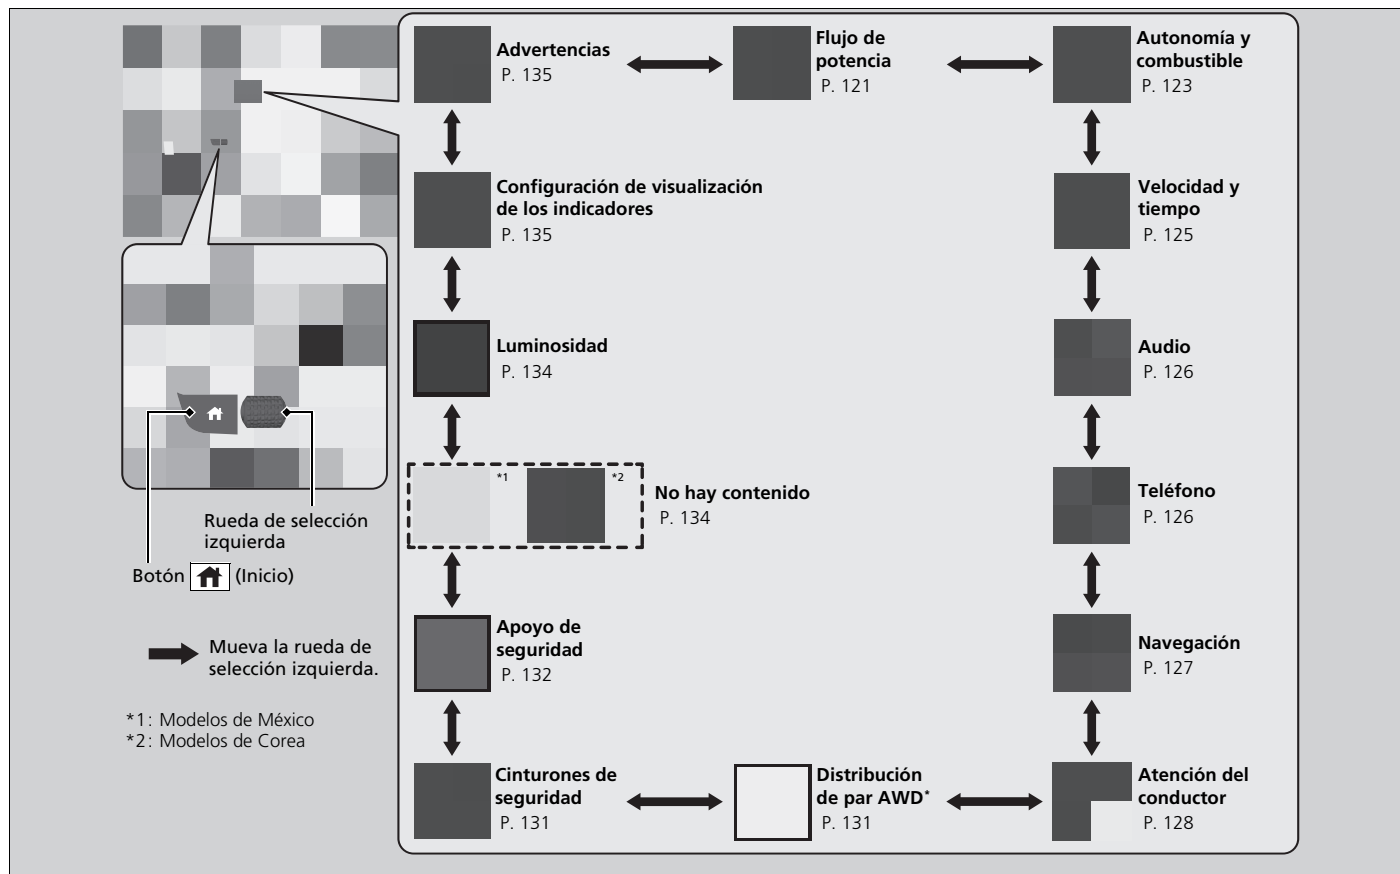 Advertencias
P. 135
Flujo de
potencia
P. 121
Autonomía y
combustible
P. 123
Configuración de visualización
de los indicadores
P. 135
Velocidad y
tiempo
P. 125
Luminosidad
P. 134
Audio
P. 126
*1
*2
No hay contenido
P. 134
Teléfono
P. 126
Rueda de selección
izquierda
Botón (Inicio)
Apoyo de
seguridad
P. 132
Navegación
P. 127
Mueva la rueda de
selección izquierda.
*1: Modelos de México
*2: Modelos de Corea
Cinturones de
seguridad
P. 131
Distribución
de par AWD*
P. 131
Atención del
conductor
P. 128